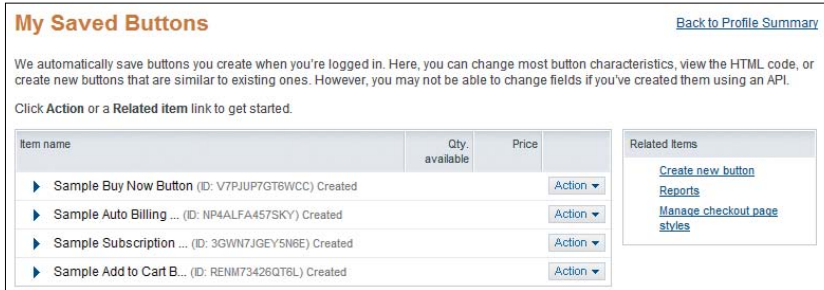 My Saved Buttons
Back to Profile Summary
We automatically save buttons you create when you're logged in. Here, you can change most button characteristics, view the HTML code, or
create new buttons that are similar to existing ones. However, you may not be able to change fields if you've created them using an API.
Click Action or a Related item link to get started.
Item name Qty. available Price
Sample Buy Now Button (ID: V7PJUP7GT6WCC) Created Action
Sample Auto Billing ... (ID: NP4ALFA457SKY) Created Action
Sample Subscription ... (ID: 3GWN7JGEY5N6E) Created Action
Sample Add to Cart B... (ID: RENM73426QT6L) Created Action
Related Items
Create new button
Reports
Manage checkout page
styles